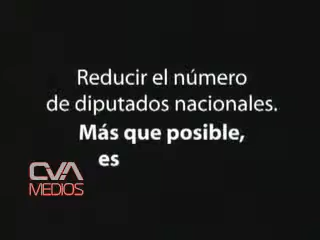 Reducir el número
de diputados nacionales.
Más que posible,
es
CVA
MEDIOS